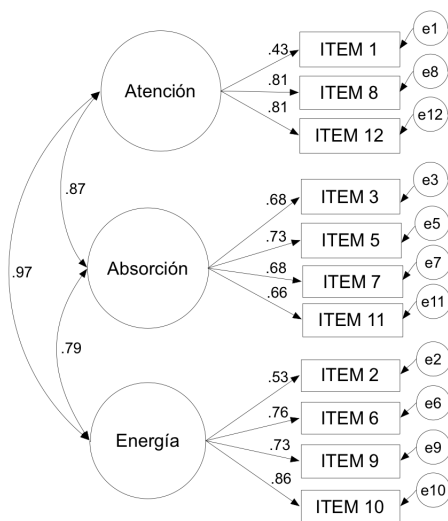 e1
.43
ITEM 1
Atención
.81
ITEM 8
e8
.81
ITEM 12
e12
.87
.68
ITEM 3
e3
.97
Absorción
.73
ITEM 5
e5
.68
ITEM 7
e7
.66
ITEM 11
e11
.79
.53
ITEM 2
e2
Energía
.76
ITEM 6
e6
.73
ITEM 9
e9
.86
ITEM 10
e10